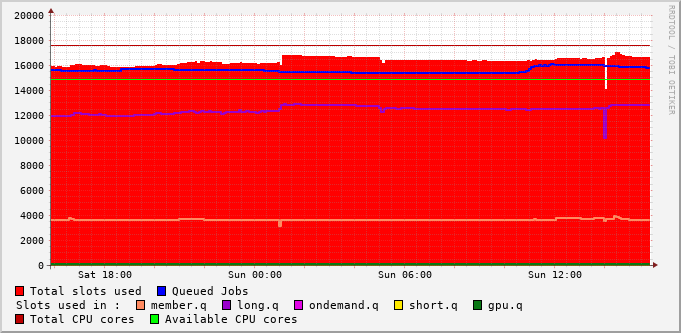 20000
18000
16000
14000
12000
10000
8000
6000
4000
2000
0
Sat 18:00 Sun 00:00 Sun 06:00 Sun 12:00
RRDTOOL / TOBI OETIKER
Total slots used Queued Jobs
Slots used in : member.q long.q ondemand.q short.q gpu.q
Total CPU cores Available CPU cores